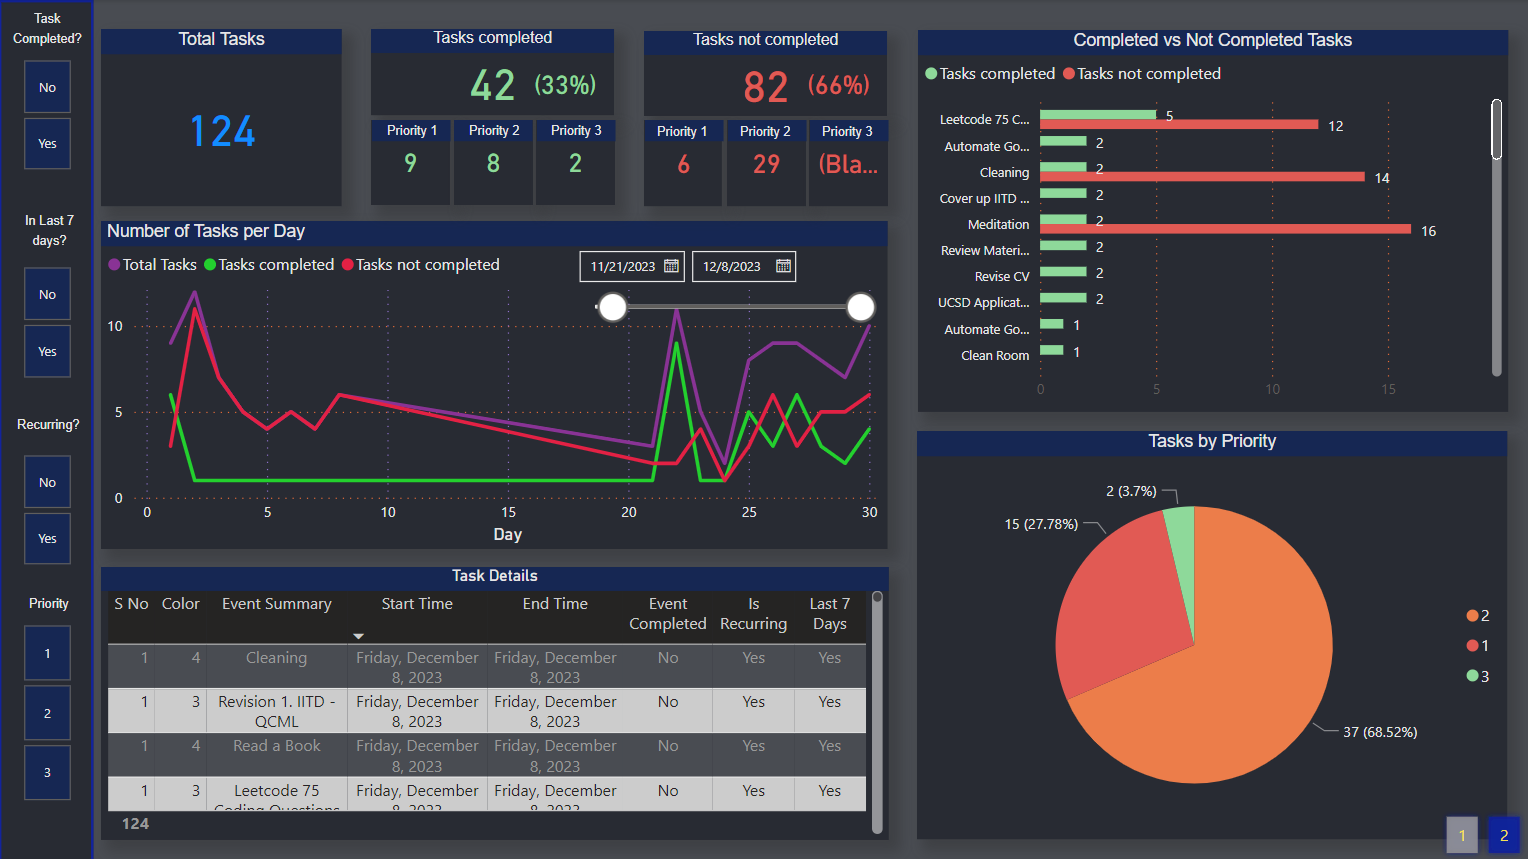 Task
Completed?
No
Yes
In Last 7
days?
No
Yes
Recurring?
No
Yes
Priority
1
2
3
Total Tasks
124
Tasks completed
42 (33%)
Priority 1 Priority 2 Priority 3
9 8 2
Tasks not completed
82 (66%)
Priority 1 Priority 2 Priority 3
6 29 (Bla...
Number of Tasks per Day
Total Tasks Tasks completed Tasks not completed
11/21/2023 12/8/2023
10
5
0
0 5 10 15 20 25 30
Day
Task Details
S No Color Event Summary Start Time End Time Event Completed Is Recurring Last 7 Days
1 4 Cleaning Friday, December 8, 2023 Friday, December 8, 2023 No Yes Yes
1 3 Revision 1. IITD - QCML Friday, December 8, 2023 Friday, December 8, 2023 No Yes Yes
1 4 Read a Book Friday, December 8, 2023 Friday, December 8, 2023 No Yes Yes
1 3 Leetcode 75 Coding Questions Friday, December 8, 2023 Friday, December 8, 2023 No Yes Yes
124
Completed vs Not Completed Tasks
Tasks completed Tasks not completed
Leetcode 75 C... 5 12
Automate Go... 2
Cleaning 2 14
Cover up IITD ... 2
Meditation 2 16
Review Materi... 2
Revise CV 2
UCSD Applicat... 2
Automate Go... 1
Clean Room 1
0 5 10 15
Tasks by Priority
2 (3.7%)
15 (27.78%)
37 (68.52%)
2
1
3
1 2